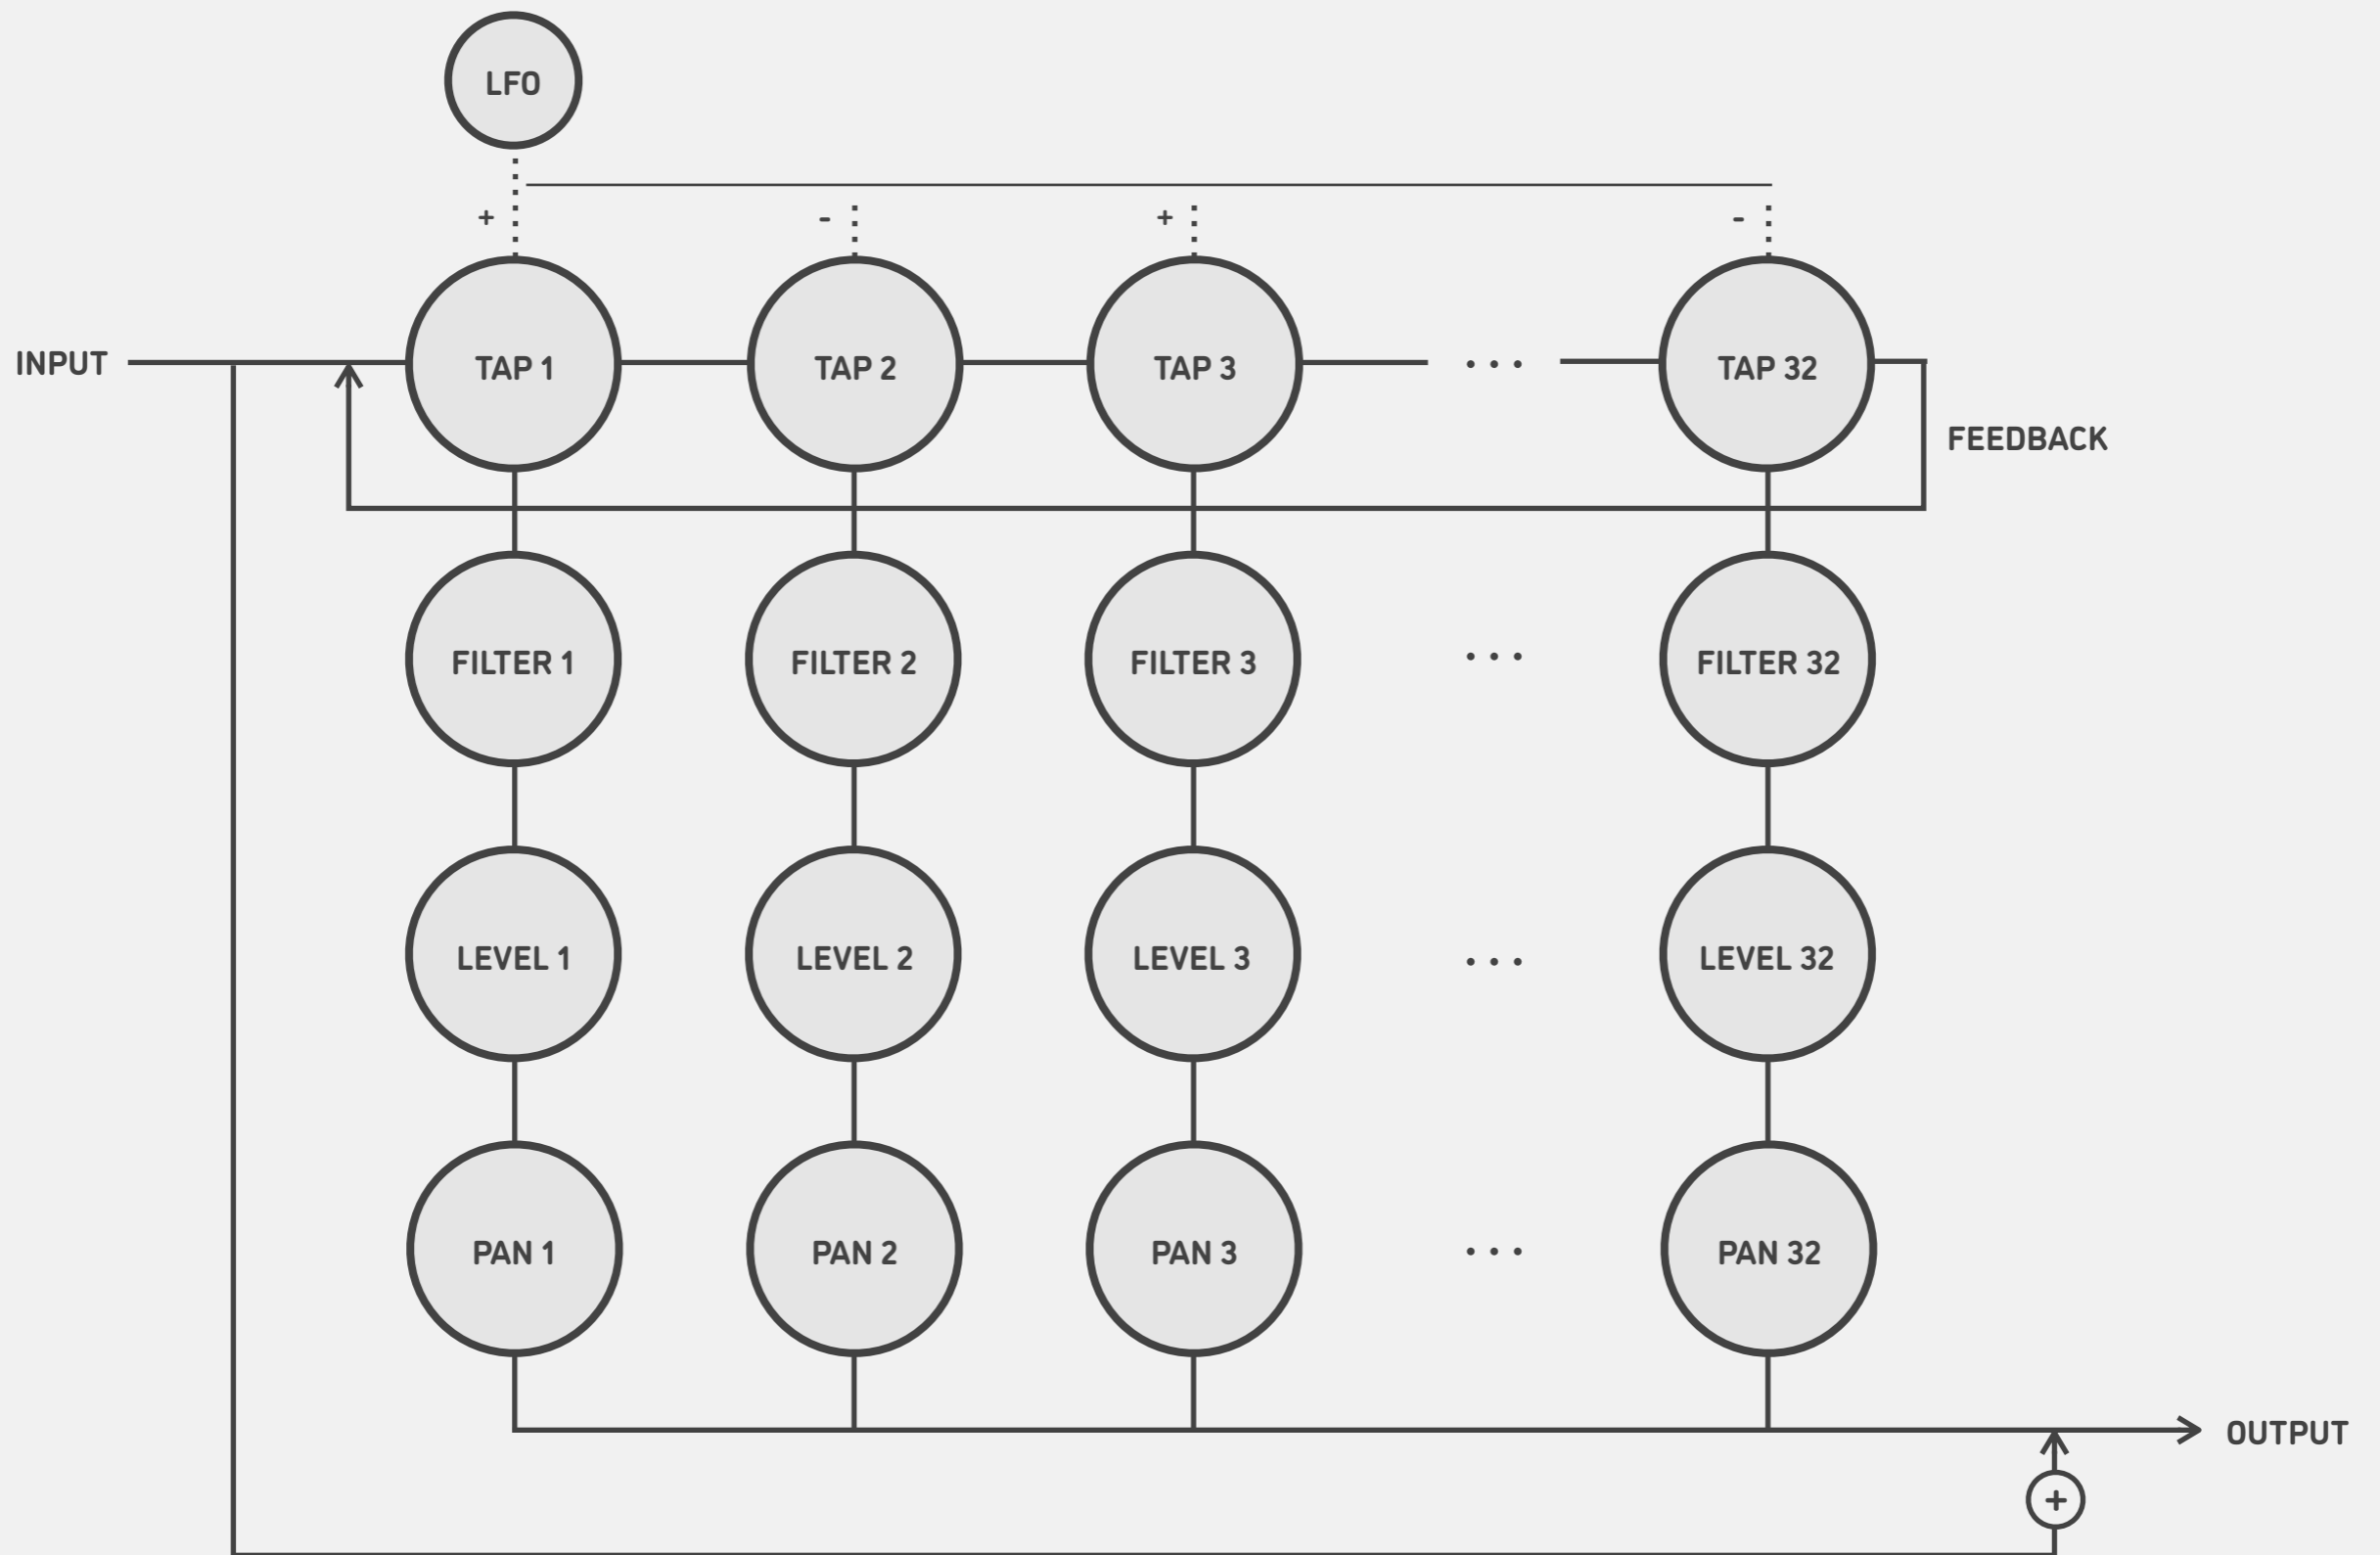 LFO
+ - + -
INPUT TAP 1 TAP 2 TAP 3 ... TAP 32
FEEDBACK
FILTER 1 FILTER 2 FILTER 3 ... FILTER 32
LEVEL 1 LEVEL 2 LEVEL 3 ... LEVEL 32
PAN 1 PAN 2 PAN 3 ... PAN 32
OUTPUT
+